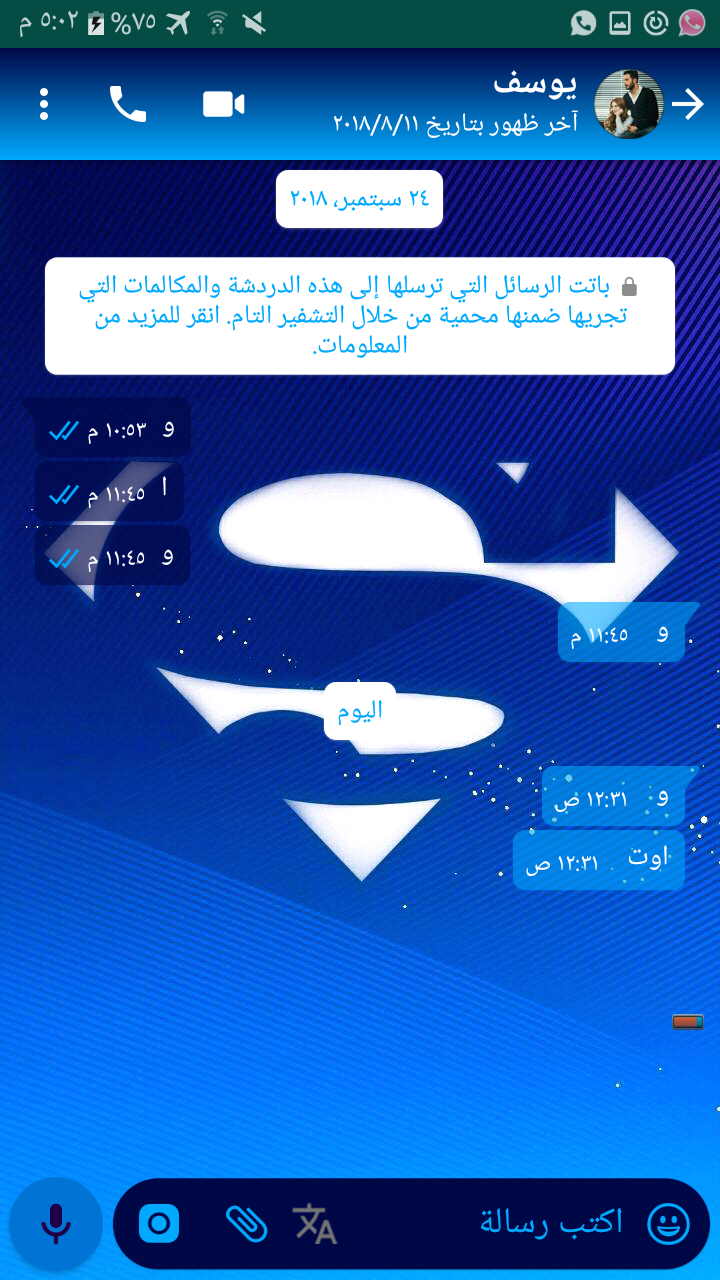 ٥:٠٢ م
%٧٥
يوسف
آخر ظهور بتاريخ ٢٠١٨/٨/١١
٢٤ سبتمبر، ٢٠١٨
باتت الرسائل التي ترسلها إلى هذه الدردشة والمكالمات التي
تجريها ضمنها محمية من خلال التشفير التام. انقر للمزيد من
المعلومات.
و ١٠:٥٣ م
ا ١١:٤٥ م
و ١١:٤٥ م
و ١١:٤٥ م
اليوم
و ١٢:٣١ ص
اوت ١٢:٣١ ص
اكتب رسالة